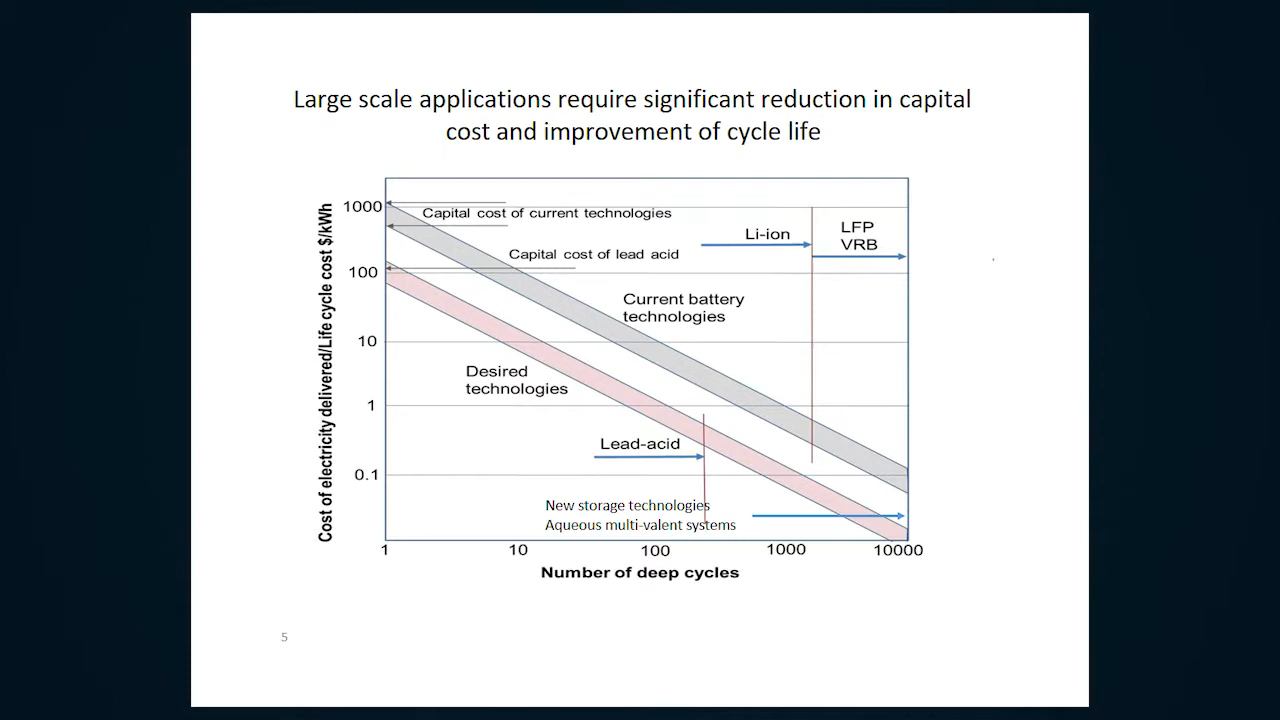 Large scale applications require significant reduction in capital
cost and improvement of cycle life
Cost of electricity delivered/Life cycle cost $/kWh
1000
100
10
1
0.1
Capital cost of current technologies
Capital cost of lead acid
Li-ion
LFP
VRB
Current battery
technologies
Desired
technologies
Lead-acid
New storage technologies
Aqueous multi-valent systems
1
10
100
1000
10000
Number of deep cycles
5